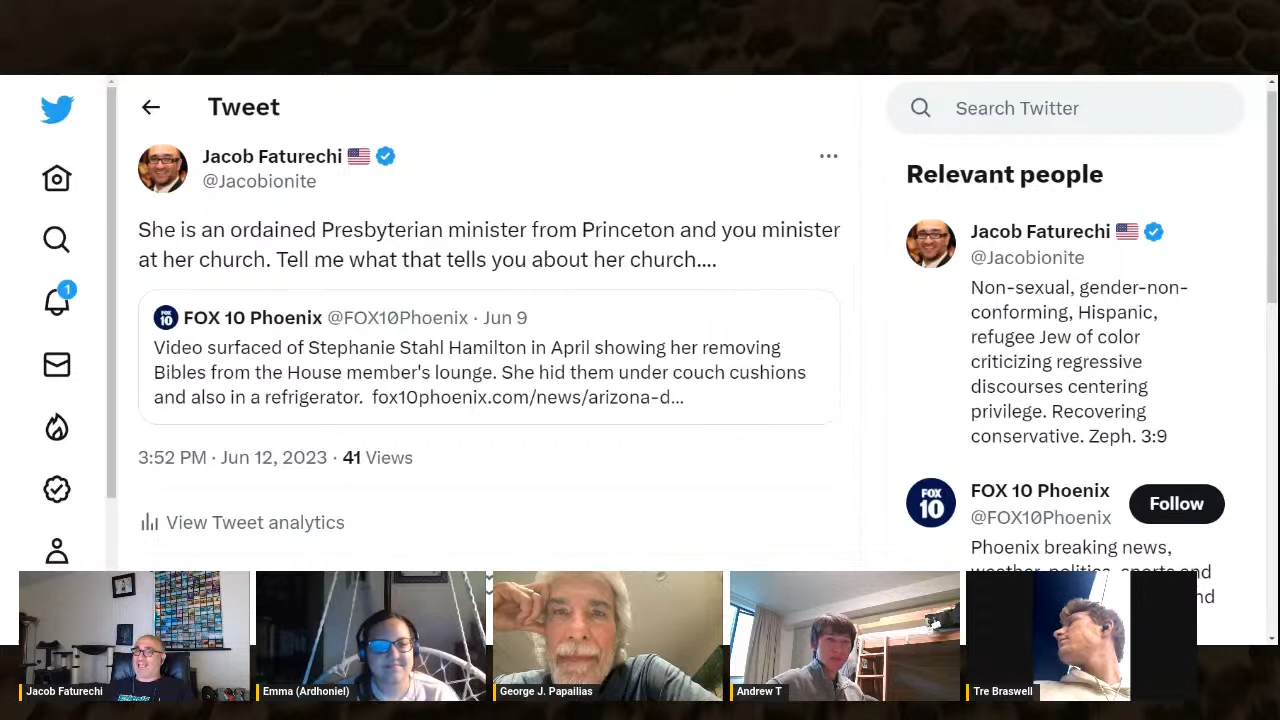 Tweet
Jacob Faturechi
@Jacobionite
She is an ordained Presbyterian minister from Princeton and you minister
at her church. Tell me what that tells you about her church....
FOX 10
FOX 10 Phoenix @FOX10Phoenix · Jun 9
Video surfaced of Stephanie Stahl Hamilton in April showing her removing
Bibles from the House member's lounge. She hid them under couch cushions
and also in a refrigerator. fox10phoenix.com/news/arizona-d...
3:52 PM · Jun 12, 2023 · 41 Views
View Tweet analytics
1
Search Twitter
Relevant people
Jacob Faturechi
@Jacobionite
Non-sexual, gender-non-
conforming, Hispanic,
refugee Jew of color
criticizing regressive
discourses centering
privilege. Recovering
conservative. Zeph. 3:9
FOX 10
FOX 10 Phoenix
@FOX10Phoenix
Follow
Phoenix breaking news,
Jacob Faturechi
Emma (Ardhoniel)
George J. Papailias
Andrew T
Tre Braswell